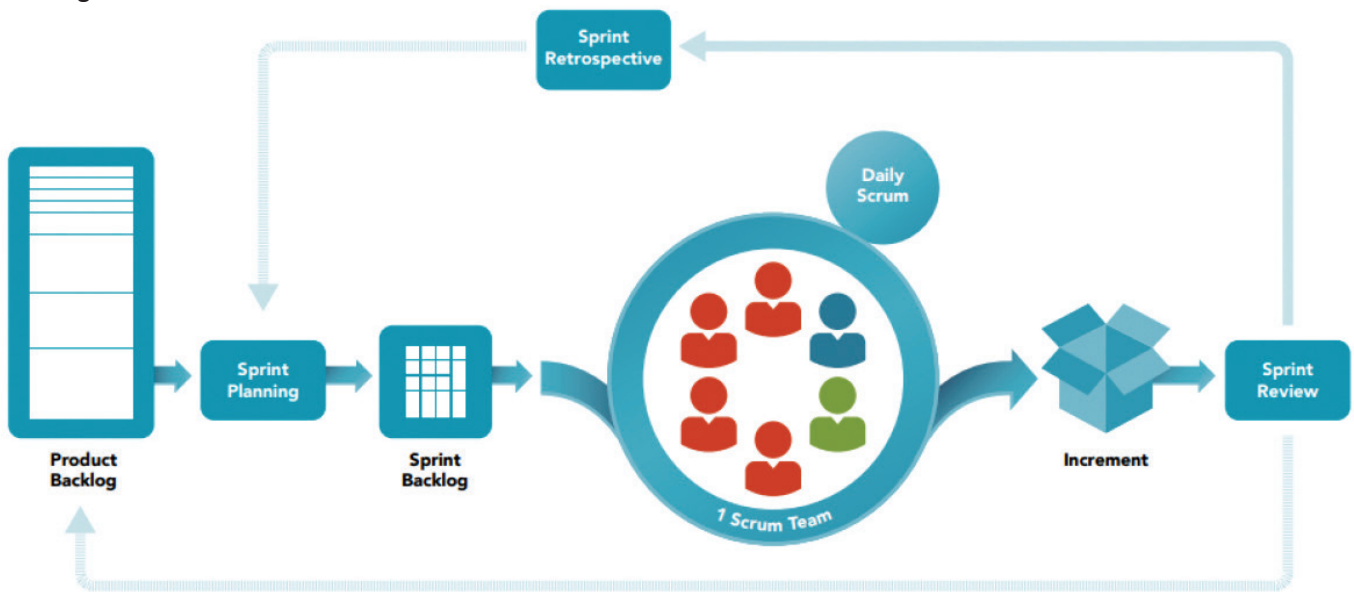 Sprint
Retrospective
Daily
Scrum
Sprint
Planning
Sprint
Review
Product
Backlog
Sprint
Backlog
1 Scrum Team
Increment